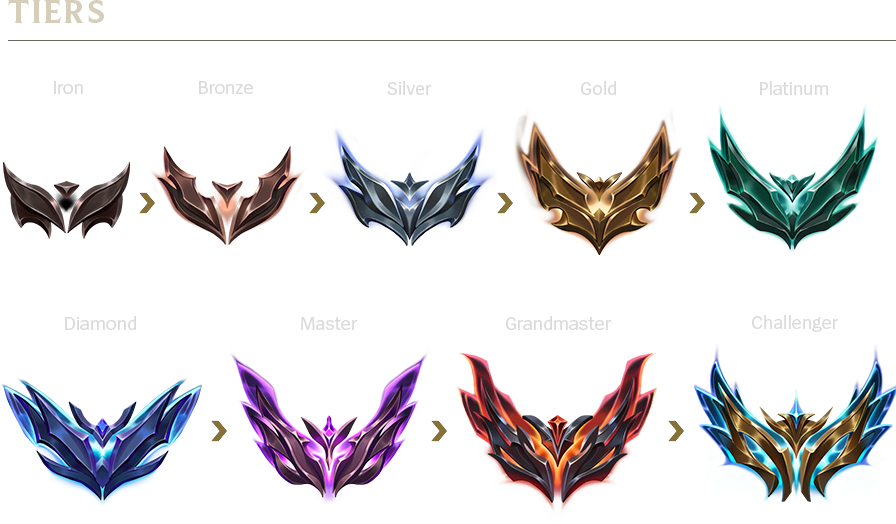 TIERS
Iron
Bronze
Silver
Gold
Platinum
Diamond
Master
Grandmaster
Challenger